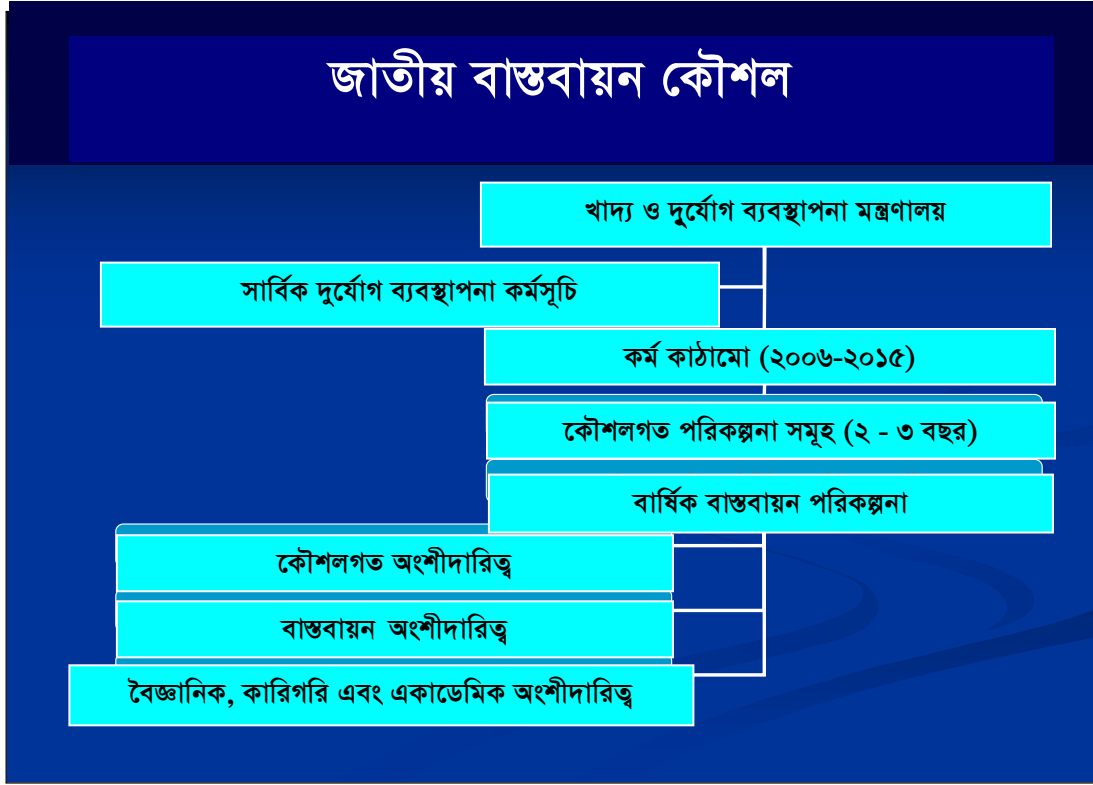 জাতীয় বাস্তবায়ন কৌশল
খাদ্য ও দুর্যোগ ব্যবস্থাপনা মন্ত্রণালয়
সার্বিক দুর্যোগ ব্যবস্থাপনা কর্মসূচি
কর্ম কাঠামো (২০০৬-২০১৫)
কৌশলগত পরিকল্পনা সমূহ (২ - ৩ বছর)
বার্ষিক বাস্তবায়ন পরিকল্পনা
কৌশলগত অংশীদারিত্ব
বাস্তবায়ন অংশীদারিত্ব
বৈজ্ঞানিক, কারিগরি এবং একাডেমিক অংশীদারিত্ব